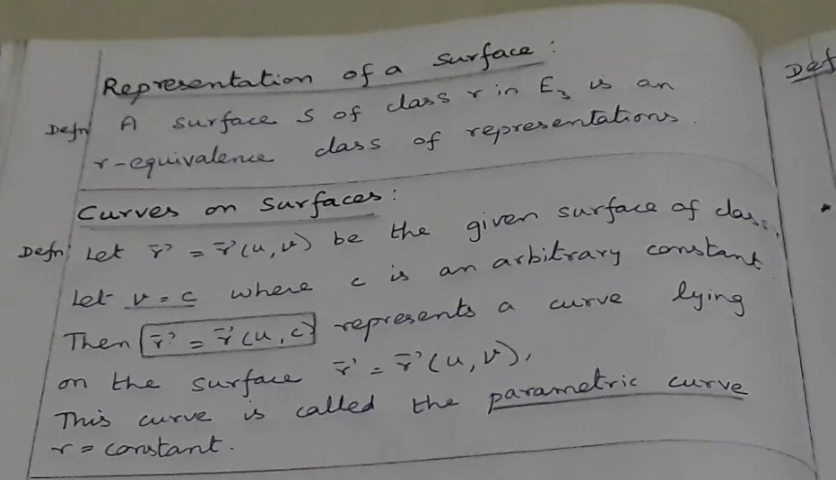 Representation of a surface :
Defn A surface S of class r in E₃ is an
r-equivalence class of representations.
Curves on surfaces :
Defn: Let r̄ = r̄(u, v) be the given surface of class
Let v = c where c is an arbitrary constant
Then r̄ = r̄(u, c) represents a curve lying
on the surface r̄ = r̄(u, v),
This curve is called the parametric curve
r = constant.
Def